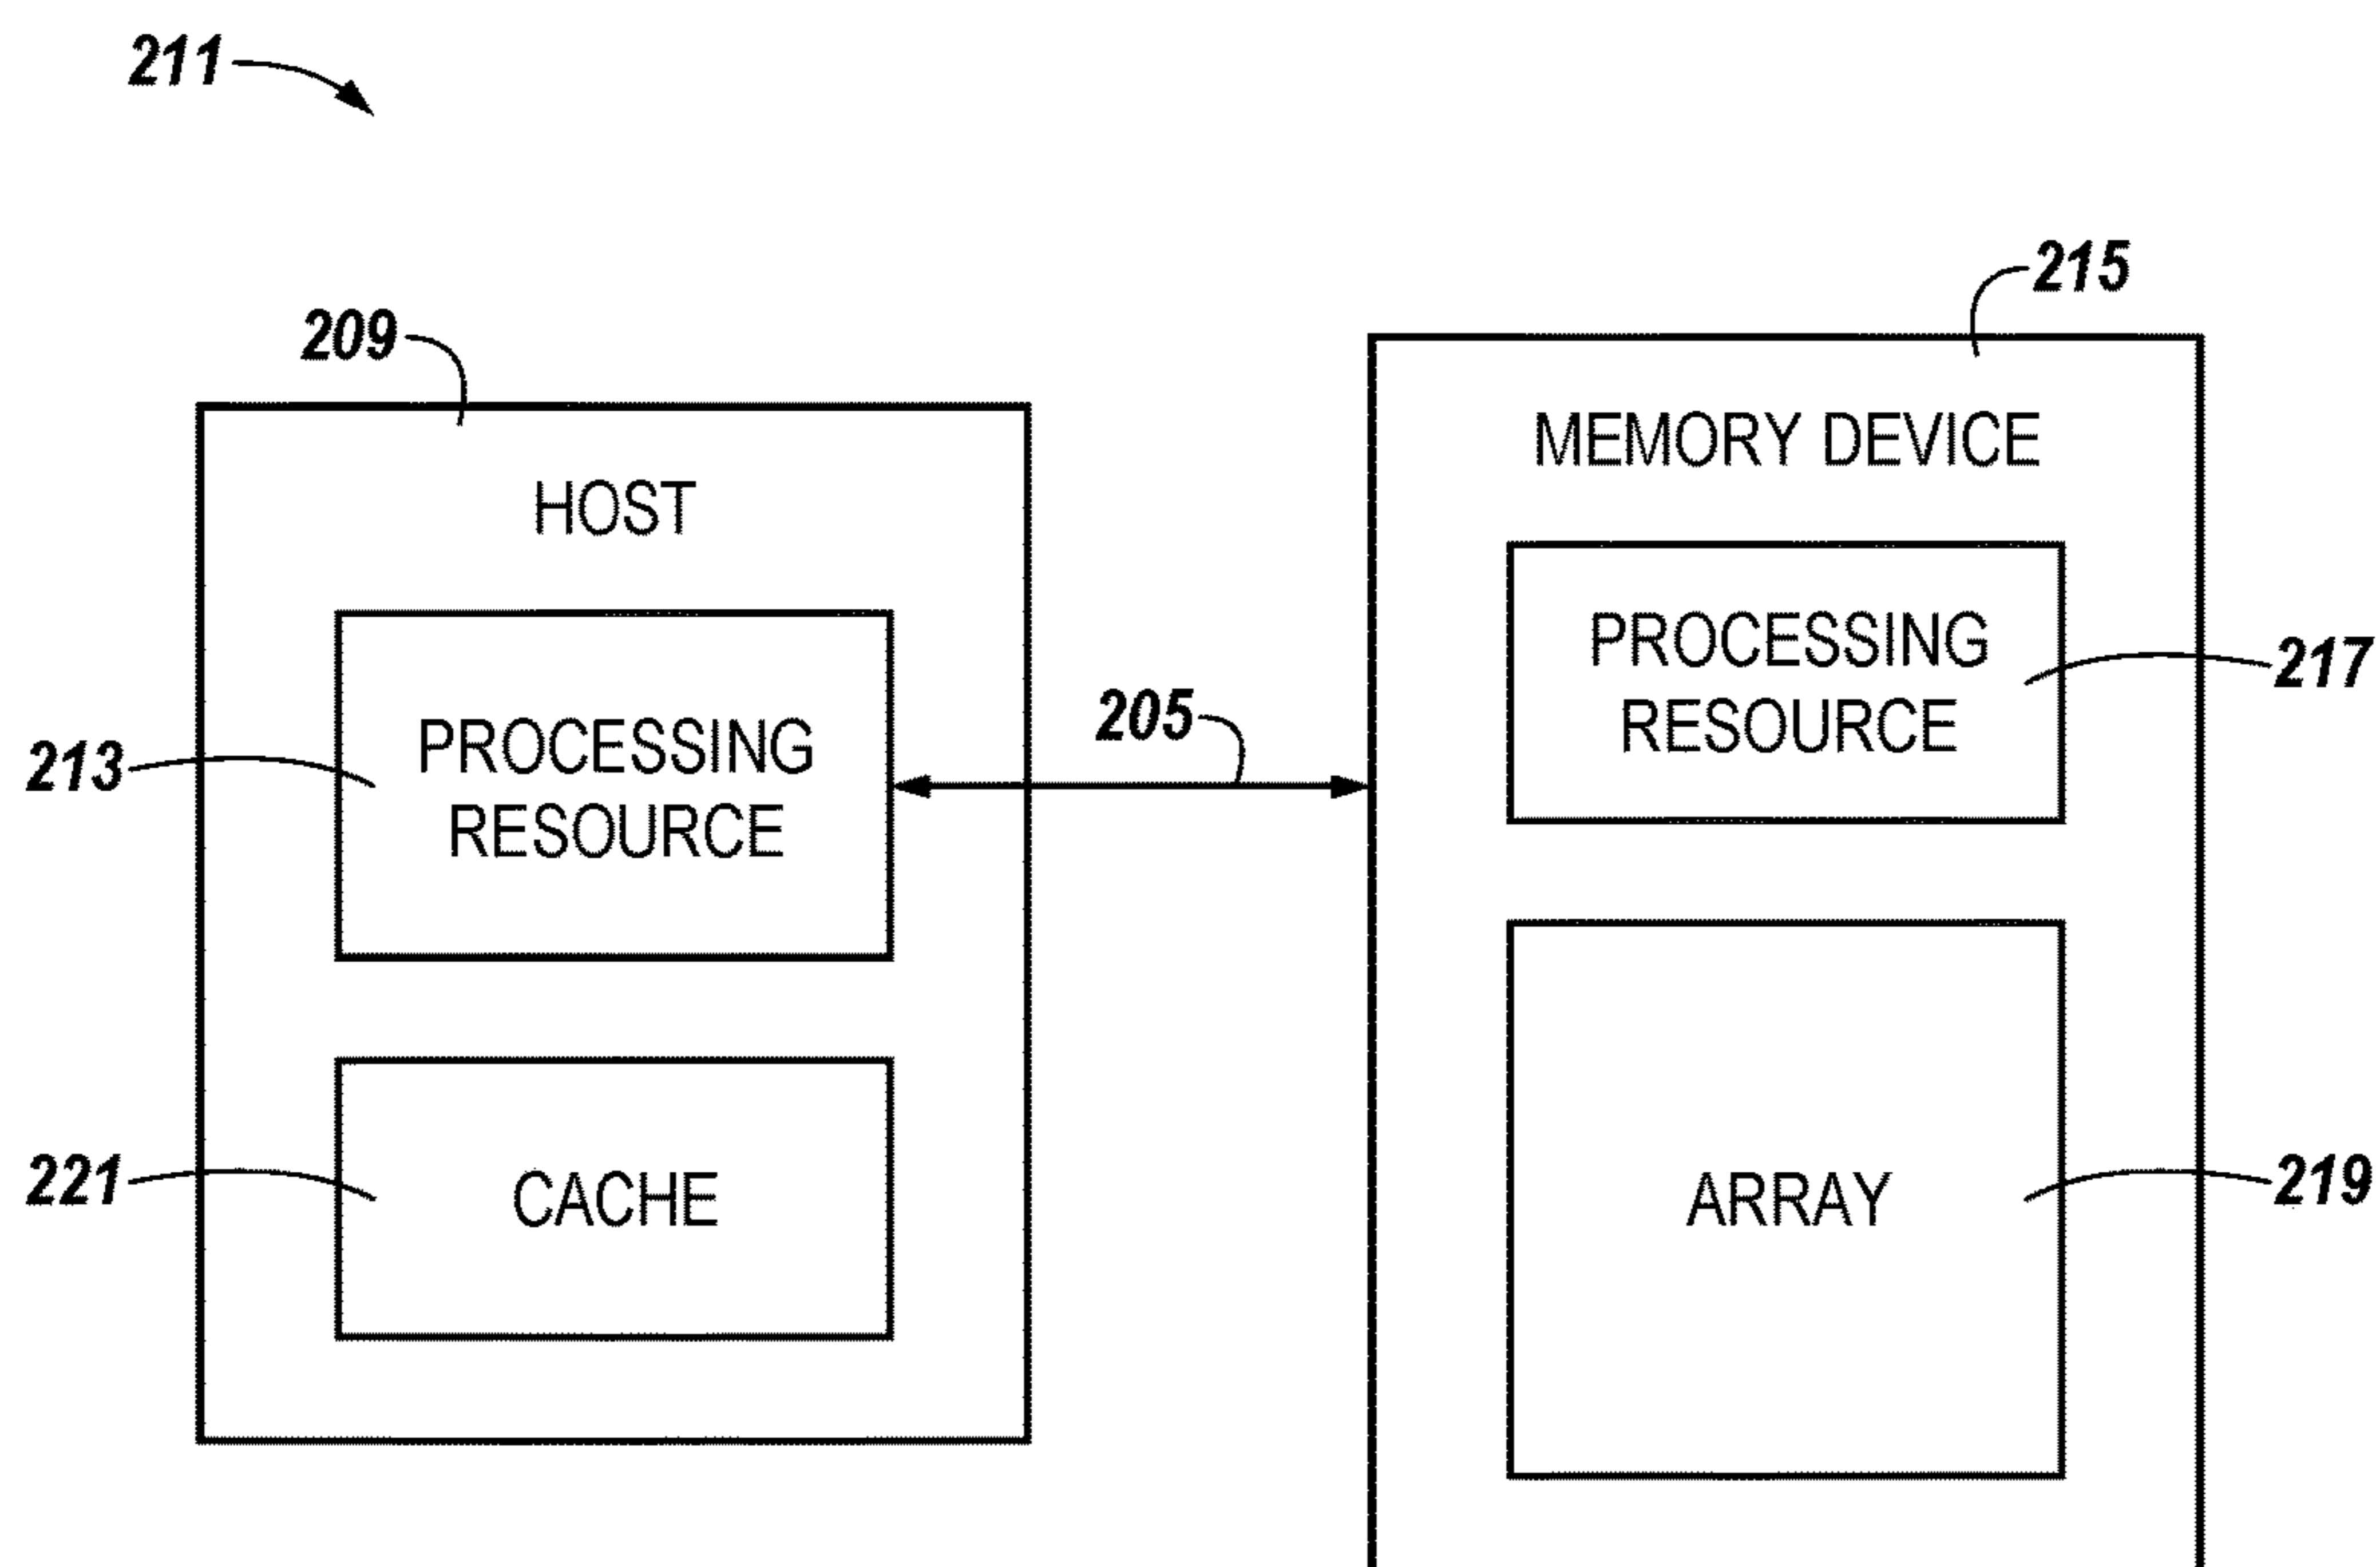 211
215
209
MEMORY DEVICE
HOST
PROCESSING
RESOURCE
217
205
PROCESSING
RESOURCE
213
221
CACHE
ARRAY
219